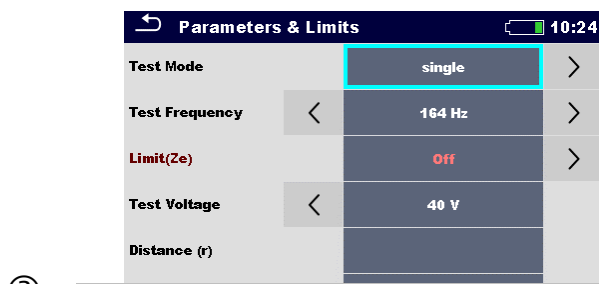 Parameters & Limits 10:24
Test Mode single
Test Frequency 164 Hz
Limit(Ze) Off
Test Voltage 40 V
Distance (r)